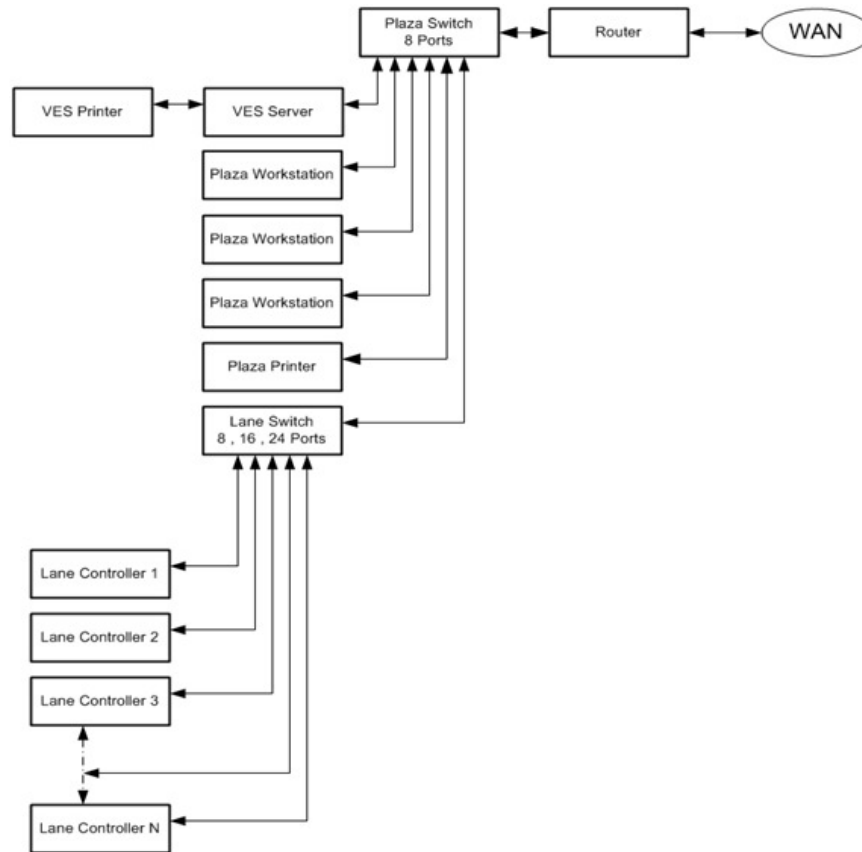 Plaza Switch
8 Ports
Router
WAN
VES Printer
VES Server
Plaza Workstation
Plaza Workstation
Plaza Workstation
Plaza Printer
Lane Switch
8 , 16 , 24 Ports
Lane Controller 1
Lane Controller 2
Lane Controller 3
Lane Controller N